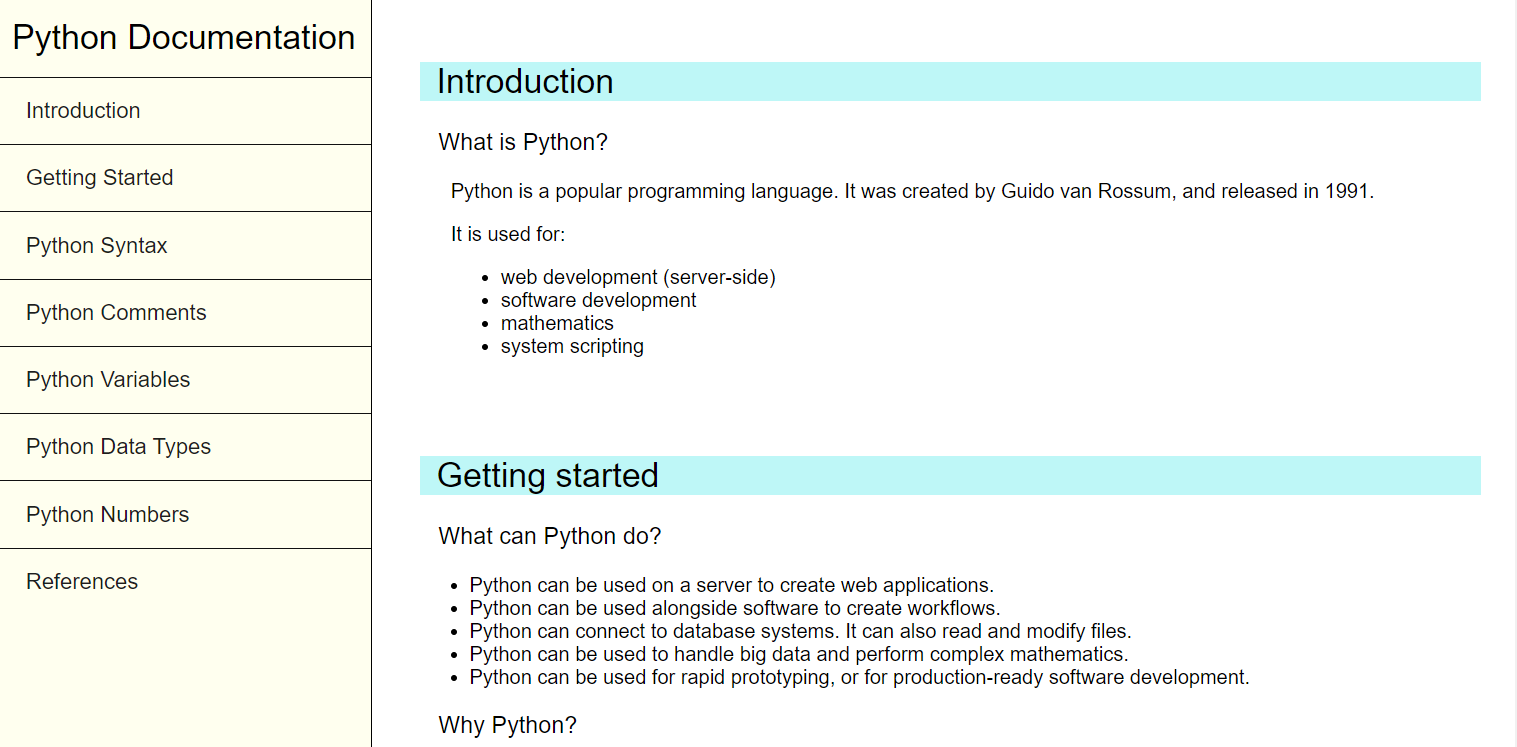 Python Documentation
Introduction
Getting Started
Python Syntax
Python Comments
Python Variables
Python Data Types
Python Numbers
References
Introduction
What is Python?
Python is a popular programming language. It was created by Guido van Rossum, and released in 1991.
It is used for:
• web development (server-side)
• software development
• mathematics
• system scripting
Getting started
What can Python do?
• Python can be used on a server to create web applications.
• Python can be used alongside software to create workflows.
• Python can connect to database systems. It can also read and modify files.
• Python can be used to handle big data and perform complex mathematics.
• Python can be used for rapid prototyping, or for production-ready software development.
Why Python?